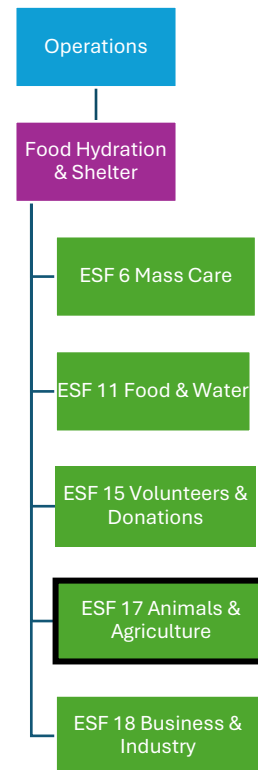 Operations
Food Hydration
& Shelter
ESF 6 Mass Care
ESF 11 Food & Water
ESF 15 Volunteers &
Donations
ESF 17 Animals &
Agriculture
ESF 18 Business &
Industry